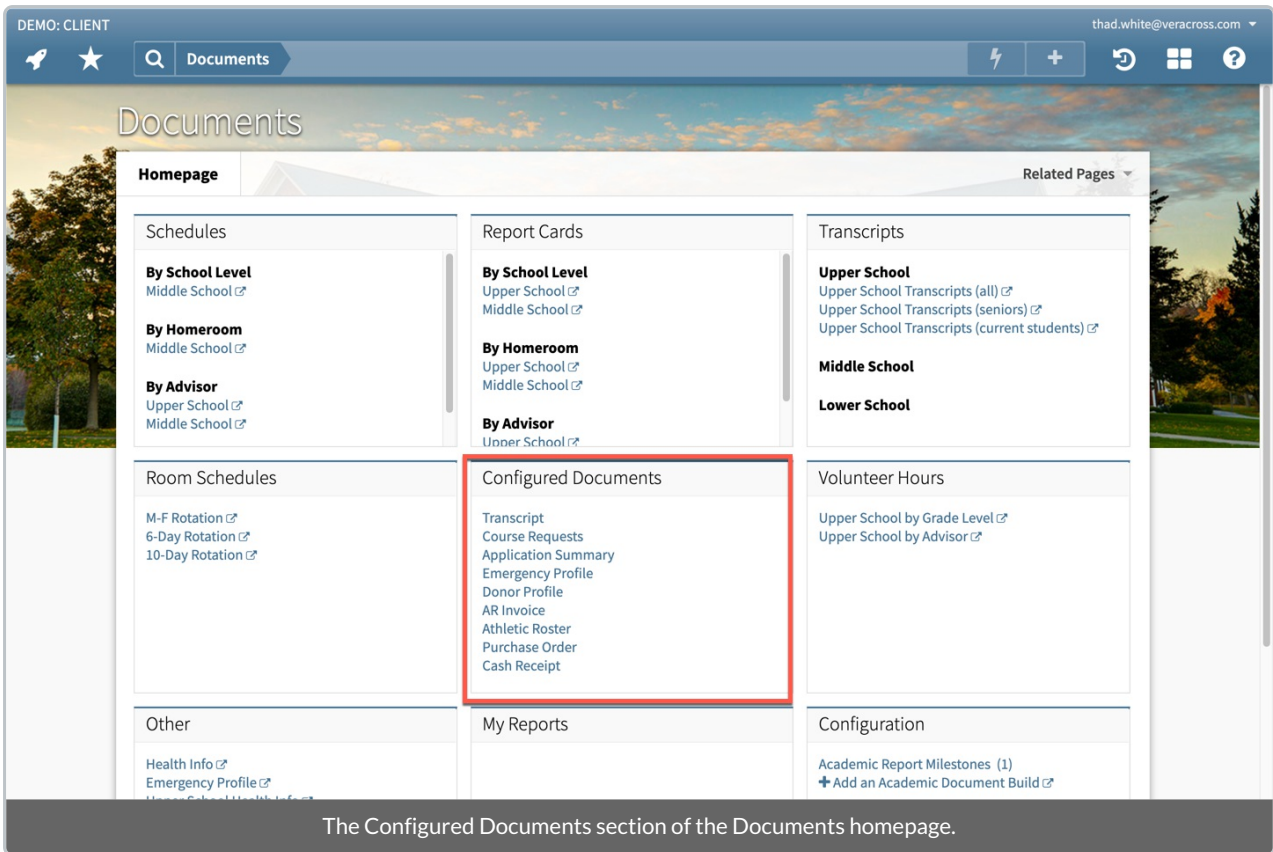 DEMO: CLIENT
thad.white@veracross.com
Documents
Documents
Homepage
Related Pages
Schedules
By School Level
Middle School
By Homeroom
Middle School
By Advisor
Upper School
Middle School
Report Cards
By School Level
Upper School
Middle School
By Homeroom
Upper School
Middle School
By Advisor
Upper School
Transcripts
Upper School
Upper School Transcripts (all)
Upper School Transcripts (seniors)
Upper School Transcripts (current students)
Middle School
Lower School
Room Schedules
M-F Rotation
6-Day Rotation
10-Day Rotation
Configured Documents
Transcript
Course Requests
Application Summary
Emergency Profile
Donor Profile
AR Invoice
Athletic Roster
Purchase Order
Cash Receipt
Volunteer Hours
Upper School by Grade Level
Upper School by Advisor
Other
Health Info
Emergency Profile
Upper School Health Info
My Reports
Configuration
Academic Report Milestones (1)
+ Add an Academic Document Build
The Configured Documents section of the Documents homepage.